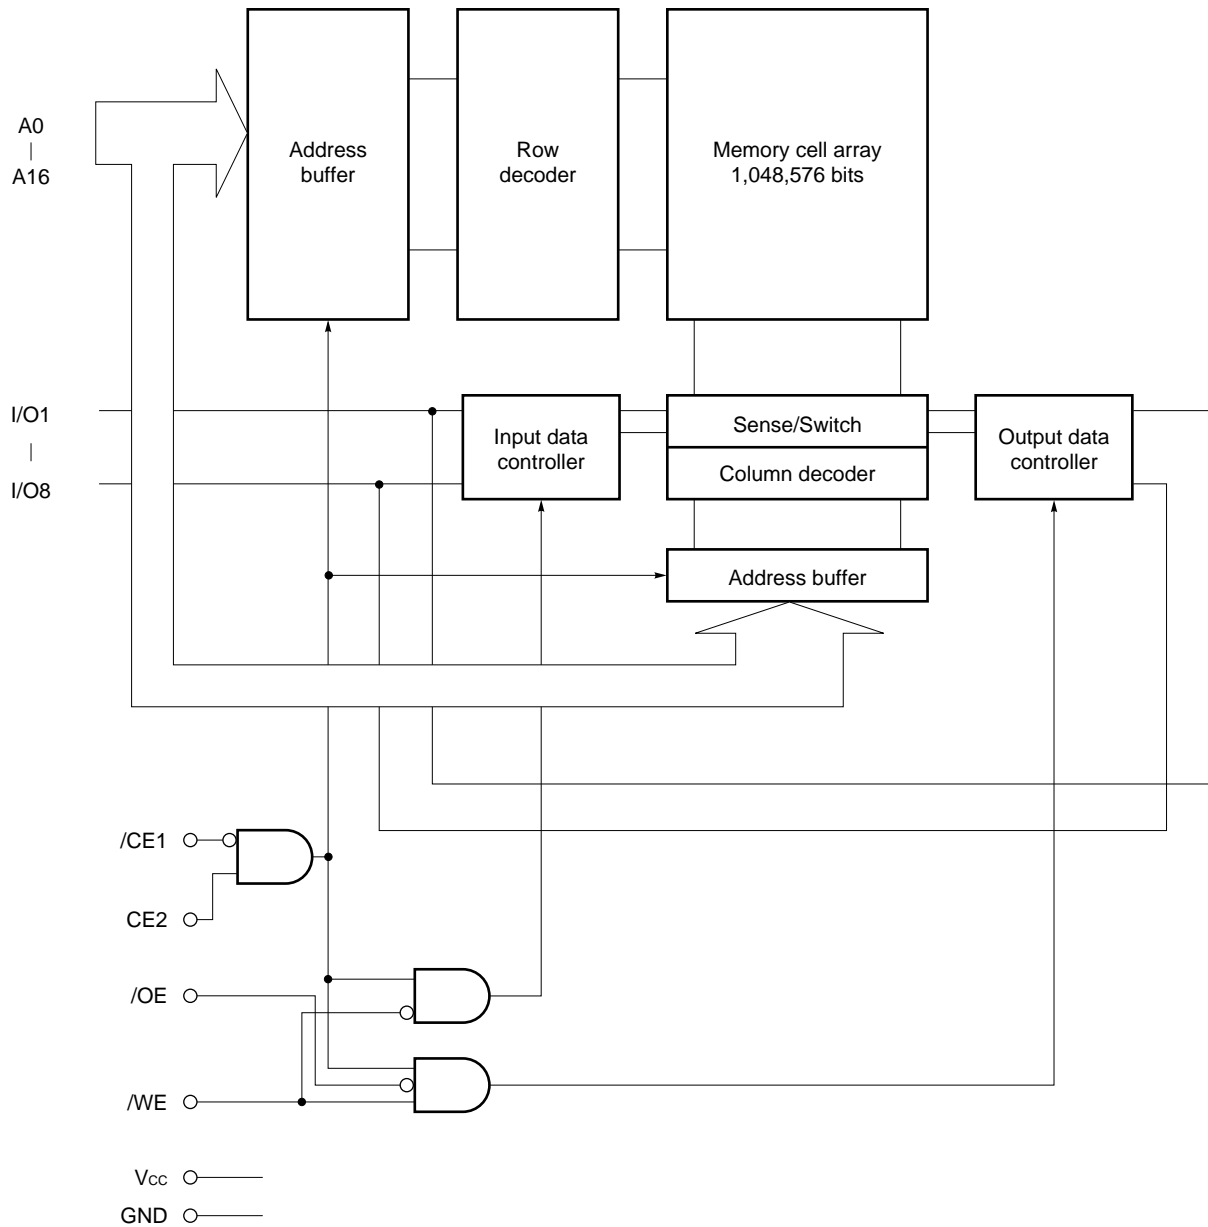 A0
|
A16
Address
buffer
Row
decoder
Memory cell array
1,048,576 bits
I/O1
|
I/O8
Input data
controller
Sense/Switch
Column decoder
Output data
controller
Address buffer
/CE1
CE2
/OE
/WE
Vcc
GND